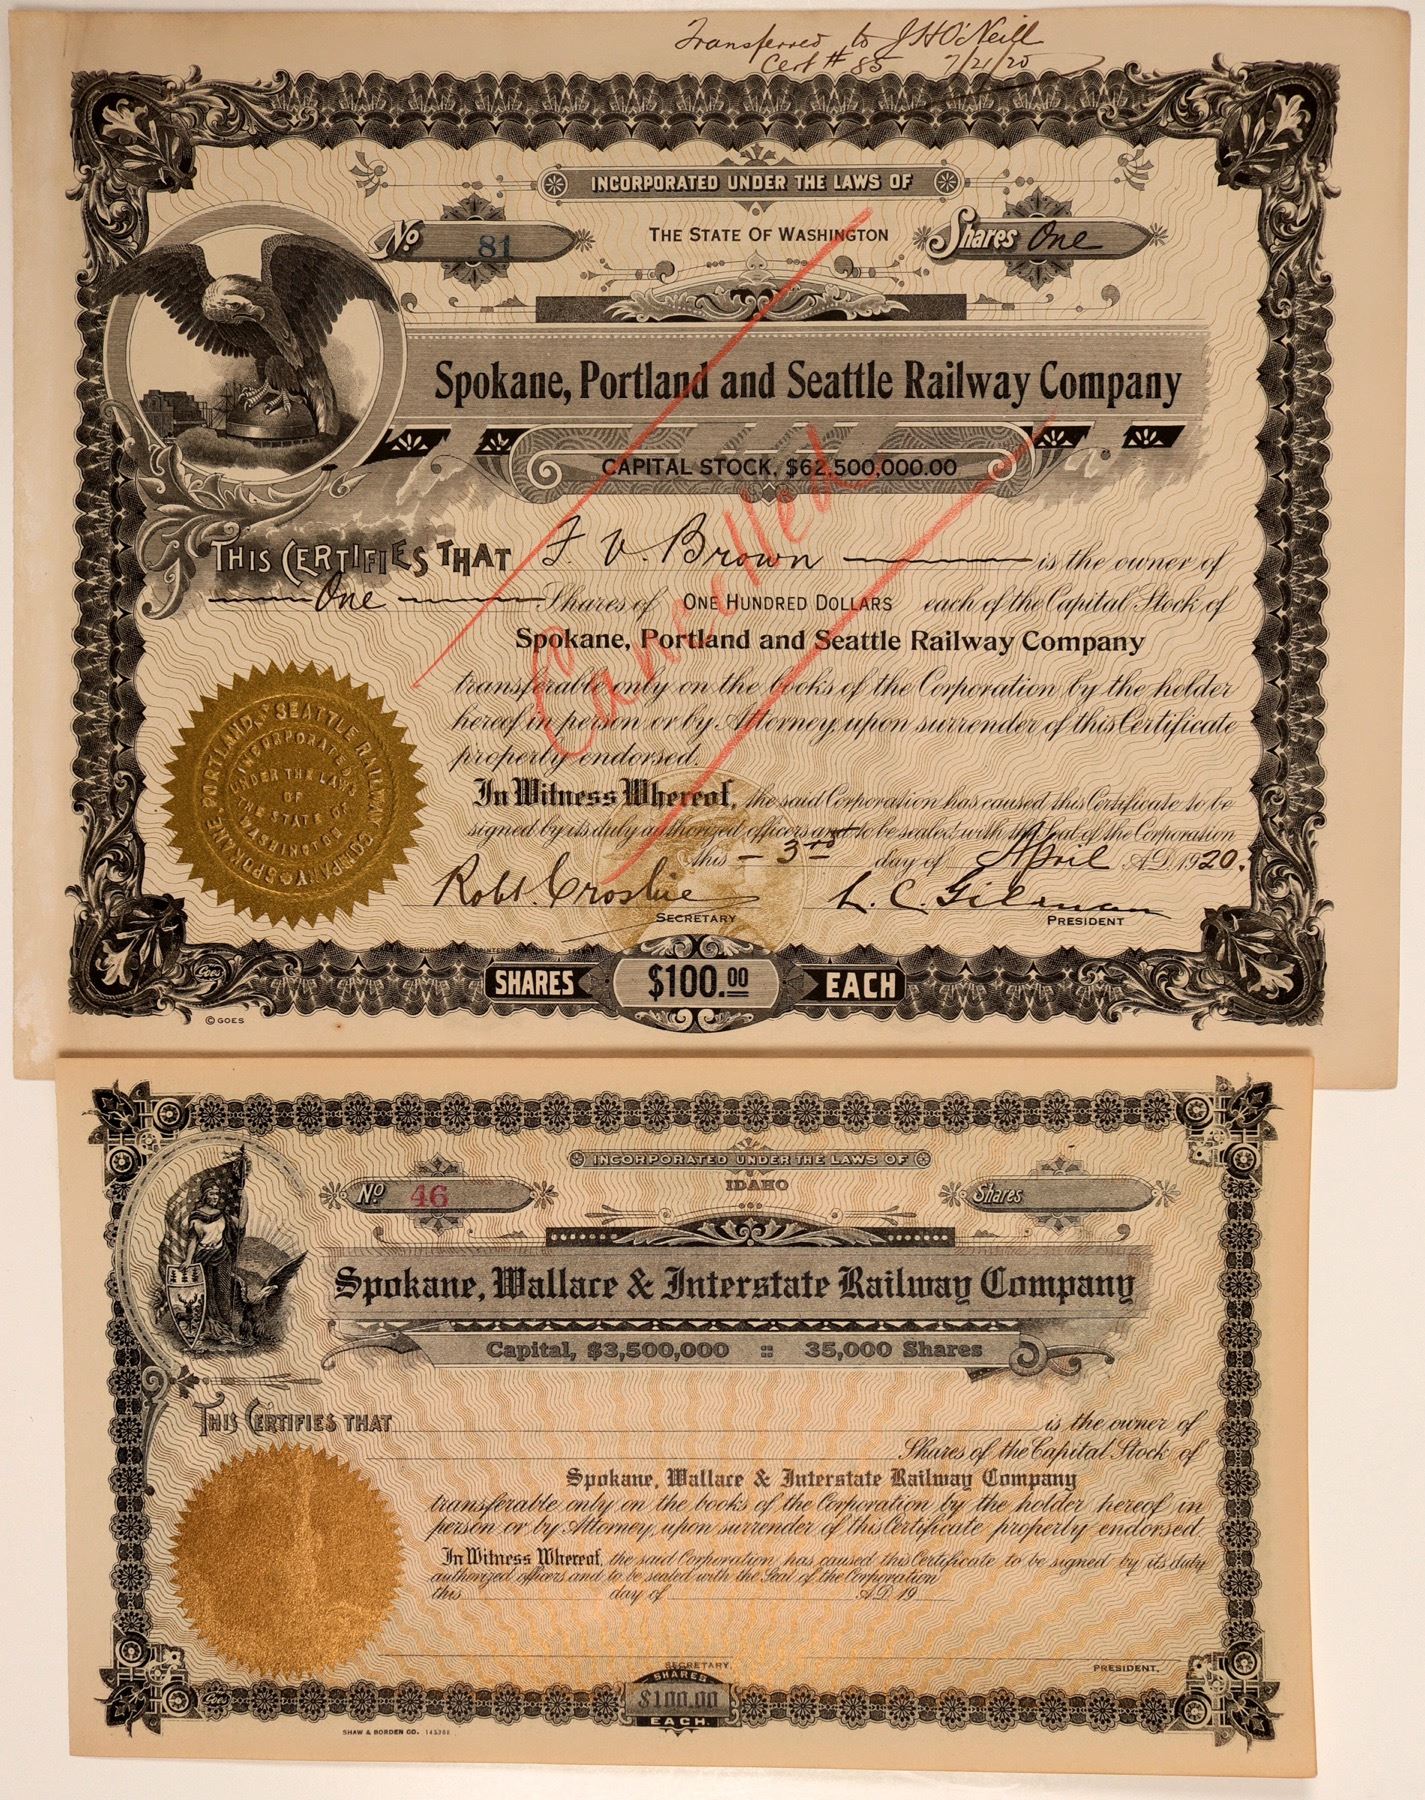 Transferred to J H O'Neill
Cert # 85 7/21/20
INCORPORATED UNDER THE LAWS OF
No 81
THE STATE OF WASHINGTON
Shares One
Spokane, Portland and Seattle Railway Company
CAPITAL STOCK, $62,500,000.00
THIS CERTIFIES THAT F. V. Brown is the owner of
One Shares of ONE HUNDRED DOLLARS each of the Capital Stock of
Spokane, Portland and Seattle Railway Company
transferable only on the books of the Corporation by the holder
hereof in person or by Attorney, upon surrender of this Certificate
properly endorsed.
In Witness Whereof, the said Corporation has caused this Certificate to be
signed by its duly authorized officers and to be sealed with the Seal of the Corporation
this - 3rd day of April A.D. 1920.
Cancelled
Robt. Crosbie
SECRETARY
L. C. Gilman
PRESIDENT
SPOKANE, PORTLAND & SEATTLE RAILWAY COMPANY
INCORPORATED
UNDER THE LAWS
OF
THE STATE OF
WASHINGTON
SHARES $100.00 EACH
Goes
© GOES
INCORPORATED UNDER THE LAWS OF
IDAHO
No 46
Shares
Spokane, Wallace & Interstate Railway Company
Capital, $3,500,000 :: 35,000 Shares
THIS CERTIFIES THAT is the owner of
Shares of the Capital Stock of
Spokane, Wallace & Interstate Railway Company
transferable only on the books of the Corporation by the holder hereof in
person or by Attorney, upon surrender of this Certificate properly endorsed.
In Witness Whereof, the said Corporation has caused this Certificate to be signed by its duly
authorized officers and to be sealed with the Seal of the Corporation
this day of A.D. 19
SECRETARY.
PRESIDENT.
SHARES
$100.00
EACH.
Goes
SHAW & BORDEN CO.